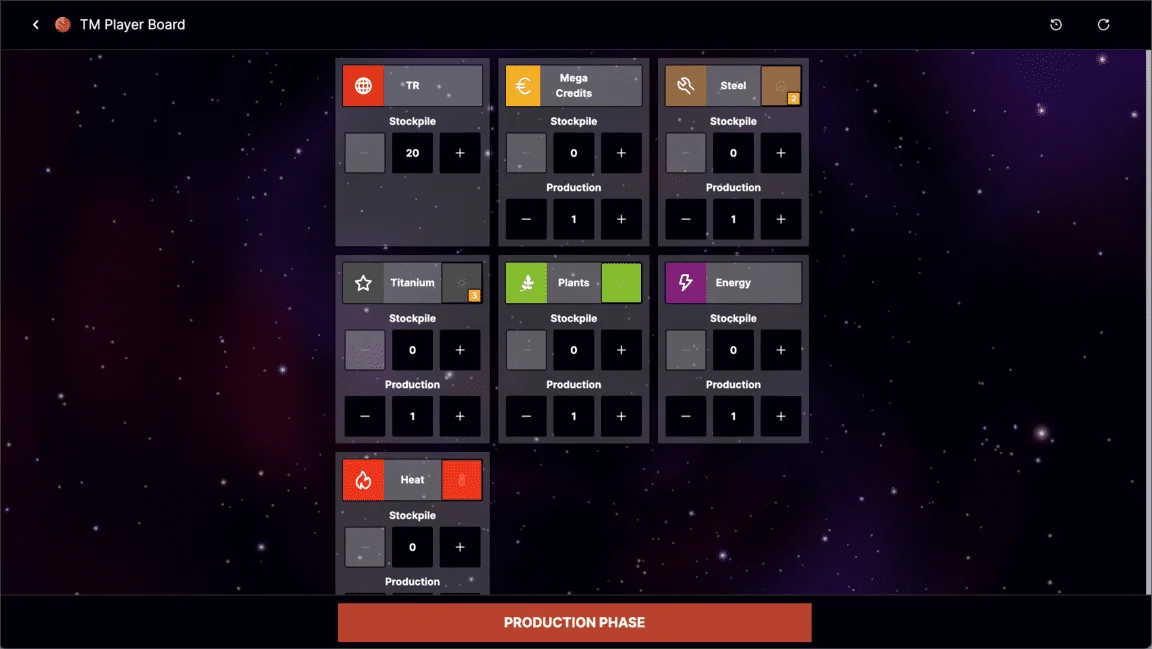 TM Player Board
TR
Stockpile
− 20 +
Mega
Credits
Stockpile
− 0 +
Production
− 1 +
Steel
2
Stockpile
− 0 +
Production
− 1 +
Titanium
3
Stockpile
− 0 +
Production
− 1 +
Plants
Stockpile
− 0 +
Production
− 1 +
Energy
Stockpile
− 0 +
Production
− 1 +
Heat
Stockpile
− 0 +
Production
PRODUCTION PHASE